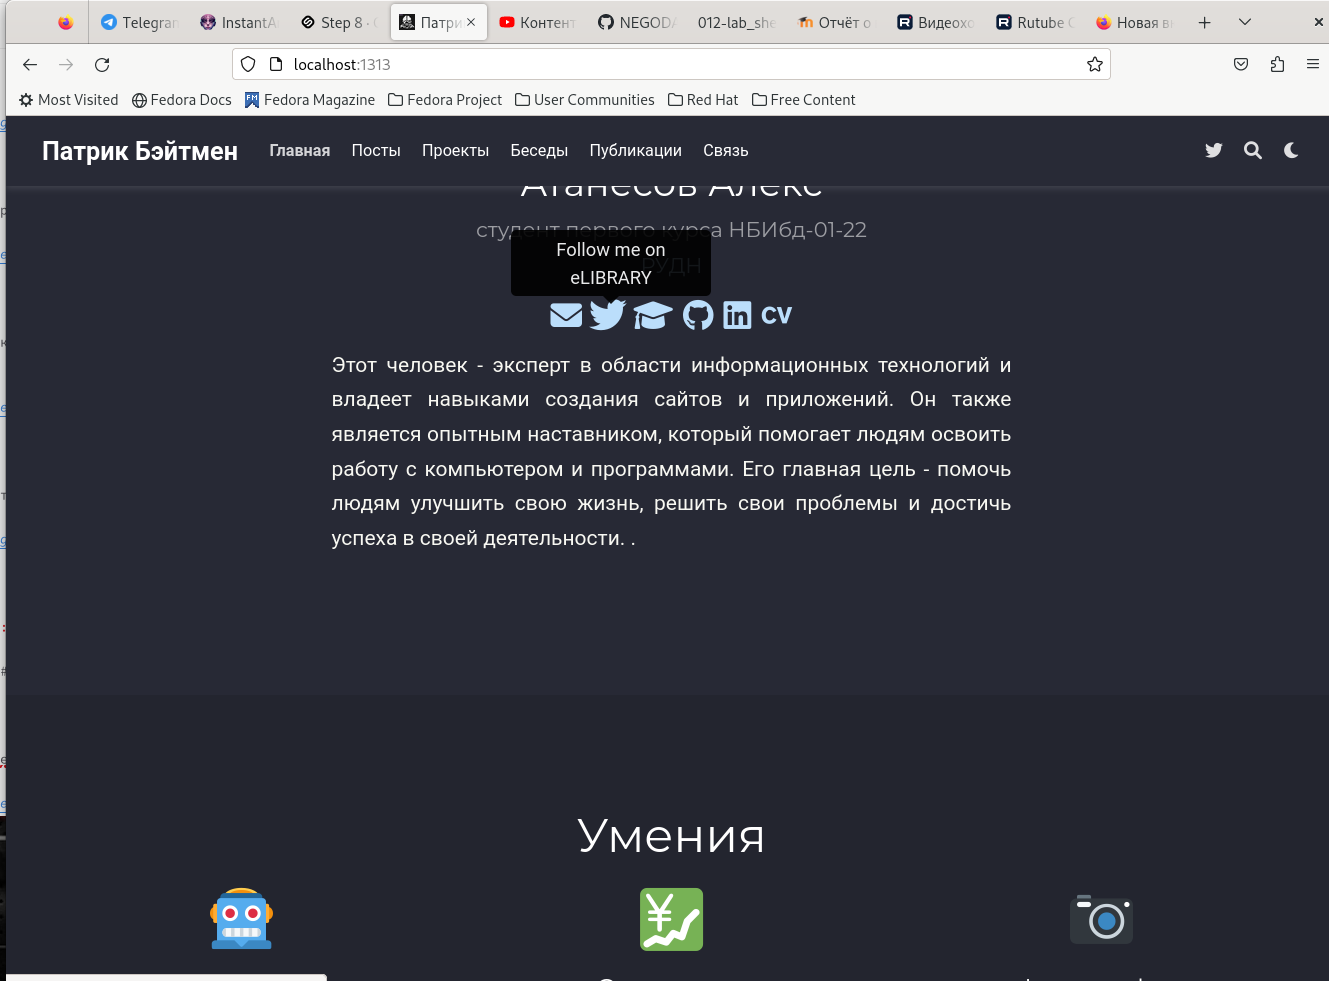 Telegram
InstantA
Step 8 -
Патри
Контент
NEGODA
012-lab_she
Отчёт о
Видеохо
Rutube
Новая в
localhost:1313
Most Visited
Fedora Docs
Fedora Magazine
Fedora Project
User Communities
Red Hat
Free Content
Патрик Бэйтмен
Главная
Посты
Проекты
Беседы
Публикации
Связь
Атанесов Алекс
студент первого курса НБИбд-01-22
РУДН
Follow me on
eLIBRARY
CV
Этот человек - эксперт в области информационных технологий и
владеет навыками создания сайтов и приложений. Он также
является опытным наставником, который помогает людям освоить
работу с компьютером и программами. Его главная цель - помочь
людям улучшить свою жизнь, решить свои проблемы и достичь
успеха в своей деятельности. .
Умения